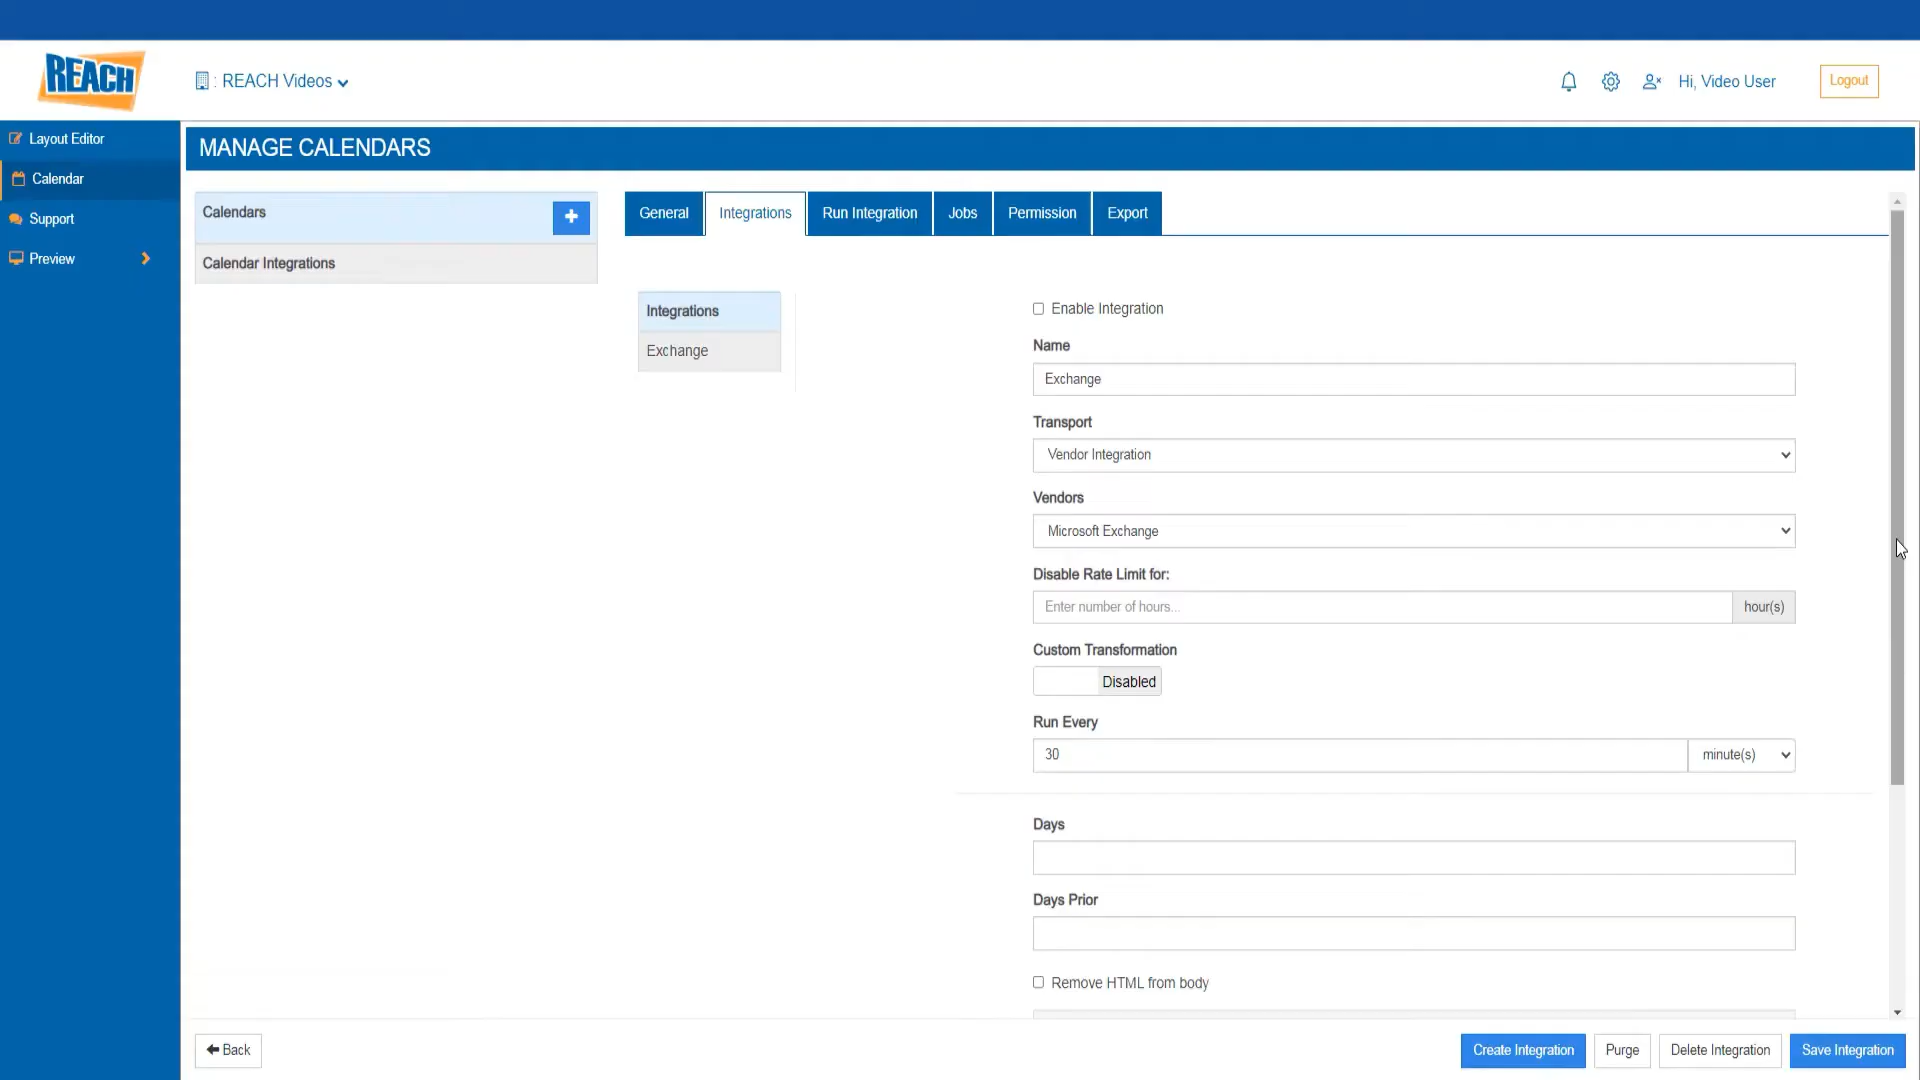 REACH
: REACH Videos
Hi, Video User
Logout
Layout Editor
Calendar
Support
Preview
MANAGE CALENDARS
Calendars
+
Calendar Integrations
General
Integrations
Run Integration
Jobs
Permission
Export
Integrations
Exchange
Enable Integration
Name
Exchange
Transport
Vendor Integration
Vendors
Microsoft Exchange
Disable Rate Limit for:
Enter number of hours...
hour(s)
Custom Transformation
Disabled
Run Every
30
minute(s)
Days
Days Prior
Remove HTML from body
Back
Create Integration
Purge
Delete Integration
Save Integration